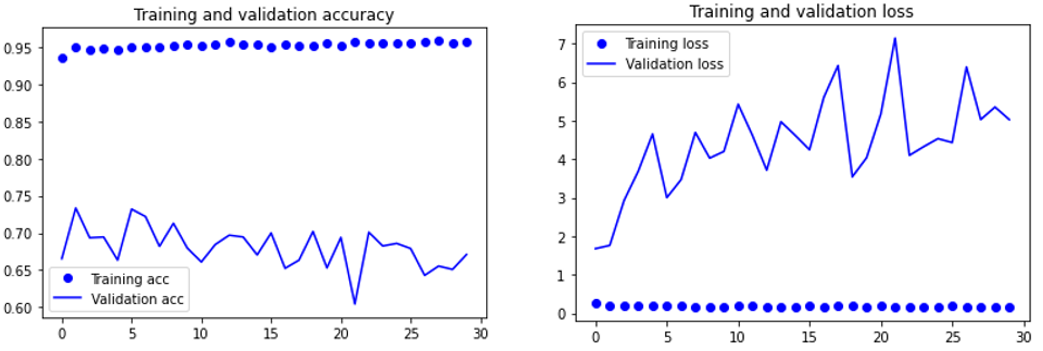 Training and validation accuracy
0.95
0.90
0.85
0.80
0.75
0.70
0.65
0.60
Training acc
Validation acc
0 5 10 15 20 25 30
Training and validation loss
7
6
5
4
3
2
1
0
Training loss
Validation loss
0 5 10 15 20 25 30